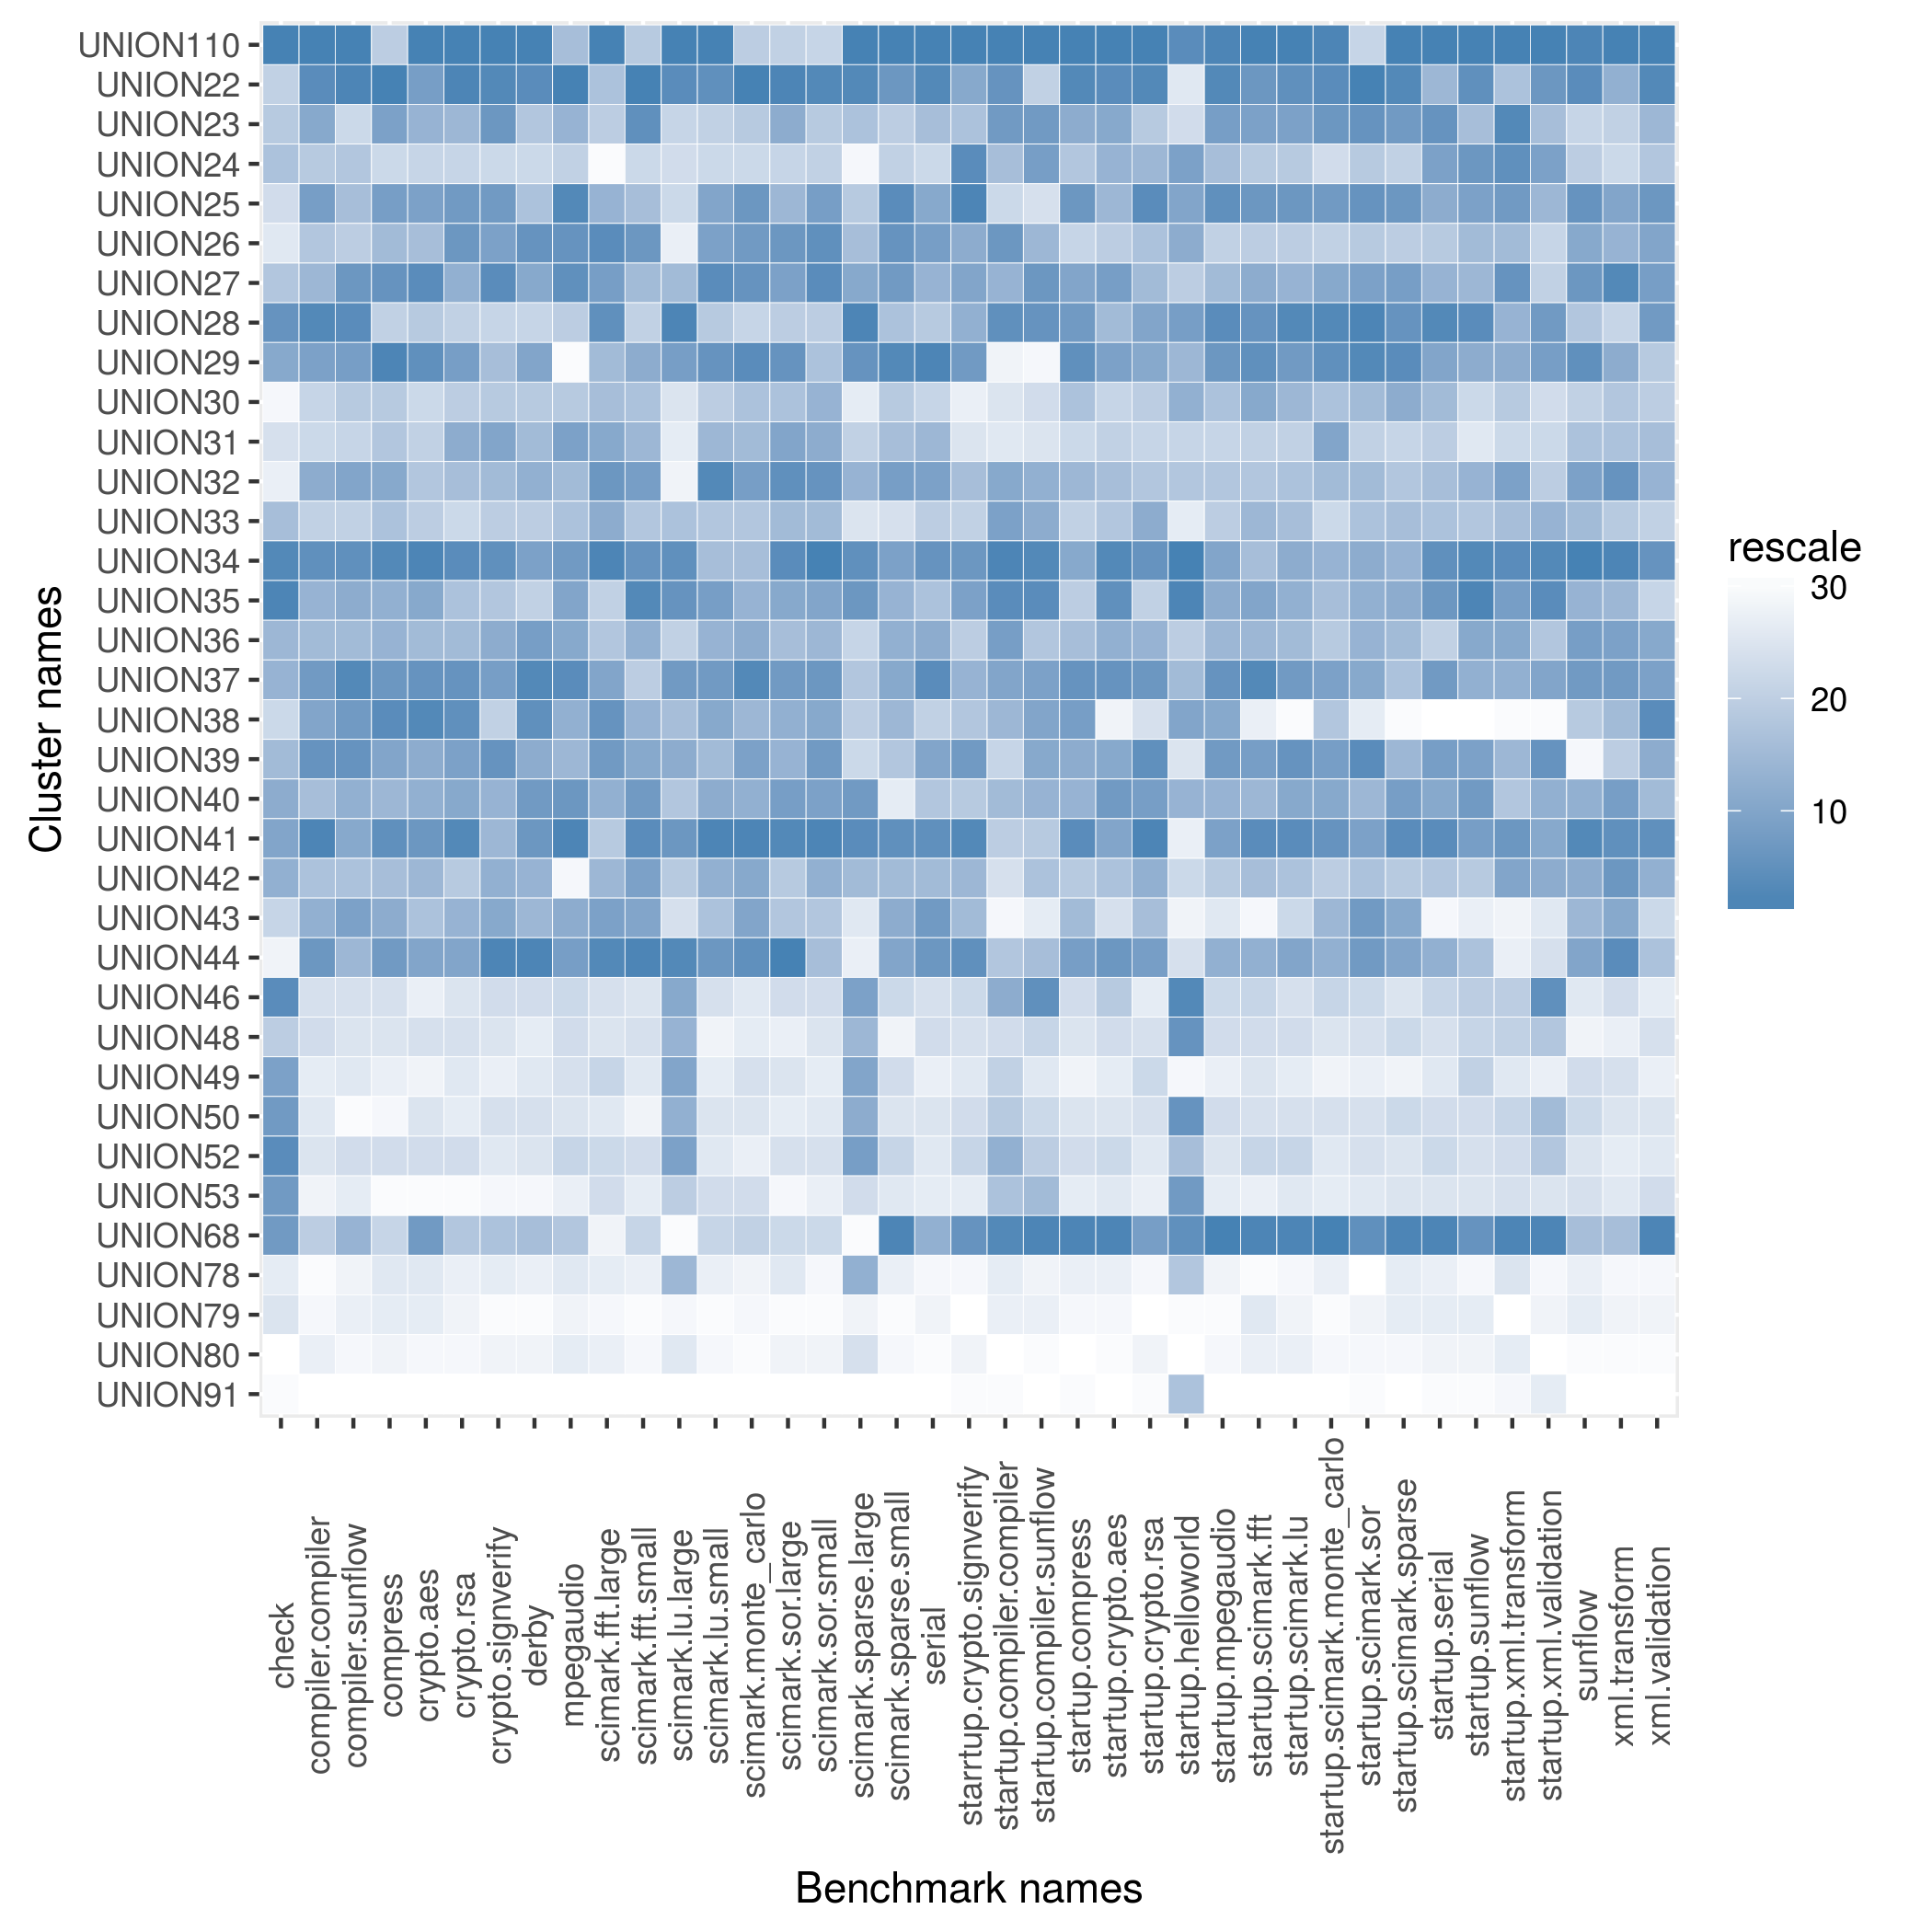 UNION110
UNION22
UNION23
UNION24
UNION25
UNION26
UNION27
UNION28
UNION29
UNION30
UNION31
UNION32
UNION33
UNION34
UNION35
UNION36
UNION37
UNION38
UNION39
UNION40
UNION41
UNION42
UNION43
UNION44
UNION46
UNION48
UNION49
UNION50
UNION52
UNION53
UNION68
UNION78
UNION79
UNION80
UNION91
Cluster names
check
compiler.compiler
compiler.sunflow
compress
crypto.aes
crypto.rsa
crypto.signverify
derby
mpegaudio
scimark.fft.large
scimark.fft.small
scimark.lu.large
scimark.lu.small
scimark.monte_carlo
scimark.sor.large
scimark.sor.small
scimark.sparse.large
scimark.sparse.small
serial
starrtup.crypto.signverify
startup.compiler.compiler
startup.compiler.sunflow
startup.compress
startup.crypto.aes
startup.crypto.rsa
startup.helloworld
startup.mpegaudio
startup.scimark.fft
startup.scimark.lu
startup.scimark.monte_carlo
startup.scimark.sor
startup.scimark.sparse
startup.serial
startup.sunflow
startup.xml.transform
startup.xml.validation
sunflow
xml.transform
xml.validation
Benchmark names
rescale
30
20
10